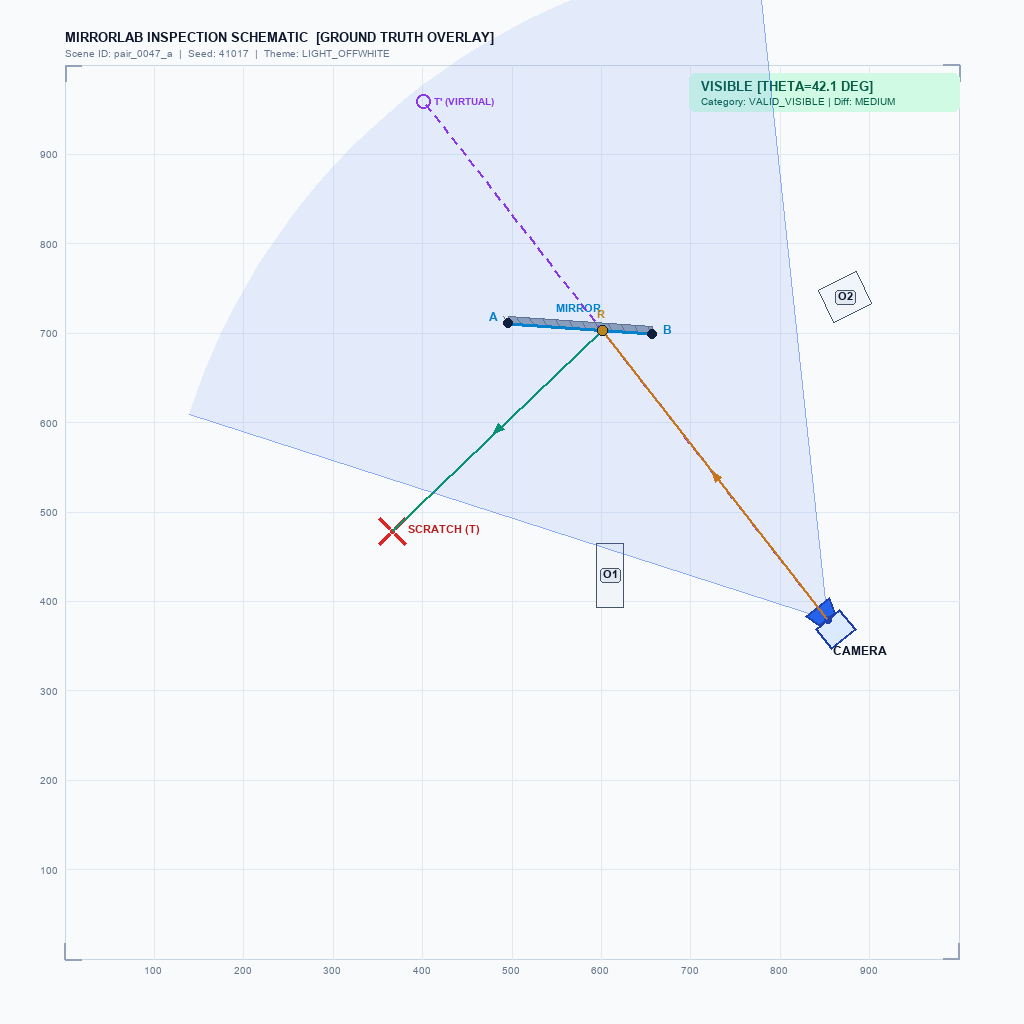 MIRRORLAB INSPECTION SCHEMATIC [GROUND TRUTH OVERLAY]
Scene ID: pair_0047_a | Seed: 41017 | Theme: LIGHT_OFFWHITE
VISIBLE [THETA=42.1 DEG]
Category: VALID_VISIBLE | Diff: MEDIUM
T' (VIRTUAL)
900
800
O2
MIRROR
R
A
B
700
600
SCRATCH (T)
500
O1
400
CAMERA
300
200
100
100 200 300 400 500 600 700 800 900